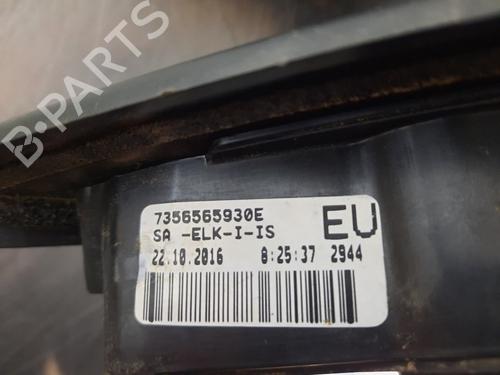 B-PARTS
7356565930E
EU
SA -ELK-I-IS
22.10.2016 8:25:37 2944